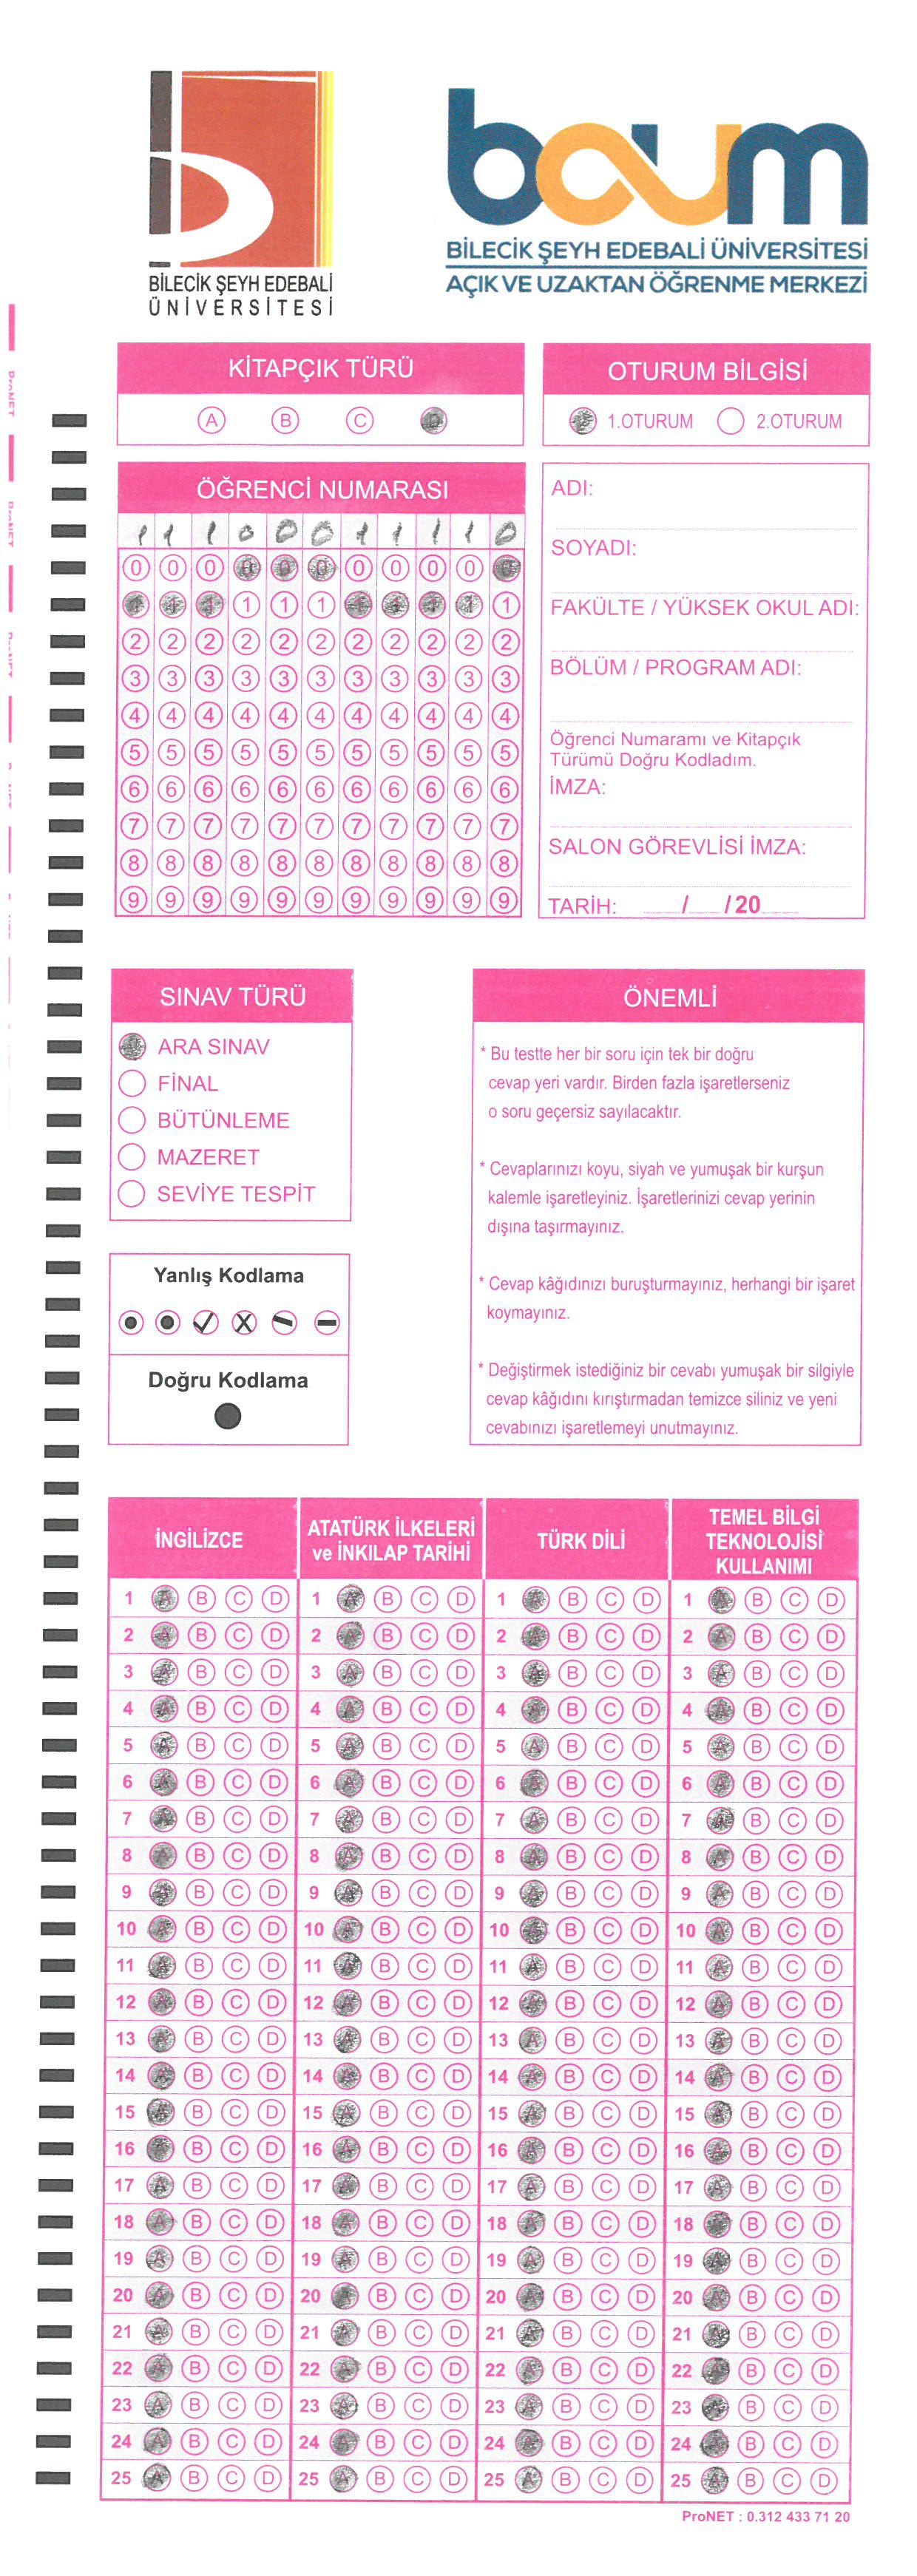 BİLECİK ŞEYH EDEBALİ
ÜNİVERSİTESİ
baum
BİLECİK ŞEYH EDEBALİ ÜNİVERSİTESİ
AÇIK VE UZAKTAN ÖĞRENME MERKEZİ
KİTAPÇIK TÜRÜ
A B C D
OTURUM BİLGİSİ
1.OTURUM 2.OTURUM
ÖĞRENCİ NUMARASI
1 1 1 0 0 0 1 1 1 1 0
0 0 0 0 0 0 0 0 0 0 0
1 1 1 1 1 1 1 1 1 1 1
2 2 2 2 2 2 2 2 2 2 2
3 3 3 3 3 3 3 3 3 3 3
4 4 4 4 4 4 4 4 4 4 4
5 5 5 5 5 5 5 5 5 5 5
6 6 6 6 6 6 6 6 6 6 6
7 7 7 7 7 7 7 7 7 7 7
8 8 8 8 8 8 8 8 8 8 8
9 9 9 9 9 9 9 9 9 9 9
ADI:
SOYADI:
FAKÜLTE / YÜKSEK OKUL ADI:
BÖLÜM / PROGRAM ADI:
Öğrenci Numaramı ve Kitapçık
Türümü Doğru Kodladım.
İMZA:
SALON GÖREVLİSİ İMZA:
TARİH: / /20
SINAV TÜRÜ
ARA SINAV
FİNAL
BÜTÜNLEME
MAZERET
SEVİYE TESPİT
Yanlış Kodlama
Doğru Kodlama
ÖNEMLİ
* Bu testte her bir soru için tek bir doğru
cevap yeri vardır. Birden fazla işaretlerseniz
o soru geçersiz sayılacaktır.
* Cevaplarınızı koyu, siyah ve yumuşak bir kurşun
kalemle işaretleyiniz. İşaretlerinizi cevap yerinin
dışına taşırmayınız.
* Cevap kâğıdınızı buruşturmayınız, herhangi bir işaret
koymayınız.
* Değiştirmek istediğiniz bir cevabı yumuşak bir silgiyle
cevap kâğıdını kırıştırmadan temizce siliniz ve yeni
cevabınızı işaretlemeyi unutmayınız.
İNGİLİZCE
ATATÜRK İLKELERİ
ve İNKILAP TARİHİ
TÜRK DİLİ
TEMEL BİLGİ
TEKNOLOJİSİ
KULLANIMI
1 A B C D 1 A B C D 1 A B C D 1 A B C D
2 A B C D 2 A B C D 2 A B C D 2 A B C D
3 A B C D 3 A B C D 3 A B C D 3 A B C D
4 A B C D 4 A B C D 4 A B C D 4 A B C D
5 A B C D 5 A B C D 5 A B C D 5 A B C D
6 A B C D 6 A B C D 6 A B C D 6 A B C D
7 A B C D 7 A B C D 7 A B C D 7 A B C D
8 A B C D 8 A B C D 8 A B C D 8 A B C D
9 A B C D 9 A B C D 9 A B C D 9 A B C D
10 A B C D 10 A B C D 10 A B C D 10 A B C D
11 A B C D 11 A B C D 11 A B C D 11 A B C D
12 A B C D 12 A B C D 12 A B C D 12 A B C D
13 A B C D 13 A B C D 13 A B C D 13 A B C D
14 A B C D 14 A B C D 14 A B C D 14 A B C D
15 A B C D 15 A B C D 15 A B C D 15 A B C D
16 A B C D 16 A B C D 16 A B C D 16 A B C D
17 A B C D 17 A B C D 17 A B C D 17 A B C D
18 A B C D 18 A B C D 18 A B C D 18 A B C D
19 A B C D 19 A B C D 19 A B C D 19 A B C D
20 A B C D 20 A B C D 20 A B C D 20 A B C D
21 A B C D 21 A B C D 21 A B C D 21 A B C D
22 A B C D 22 A B C D 22 A B C D 22 A B C D
23 A B C D 23 A B C D 23 A B C D 23 A B C D
24 A B C D 24 A B C D 24 A B C D 24 A B C D
25 A B C D 25 A B C D 25 A B C D 25 A B C D
ProNET : 0.312 433 71 20